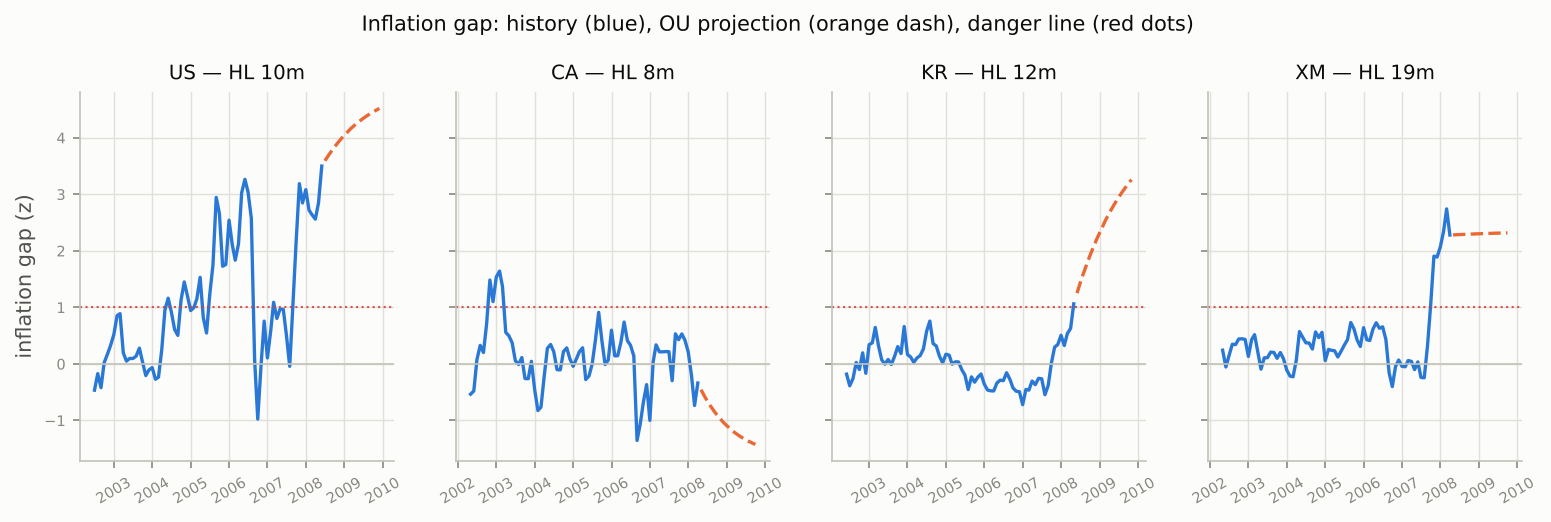 Inflation gap: history (blue), OU projection (orange dash), danger line (red dots)
US — HL 10m
CA — HL 8m
KR — HL 12m
XM — HL 19m
inflation gap (z)
4
3
2
1
0
−1
2003 2004 2005 2006 2007 2008 2009 2010
2002 2003 2004 2005 2006 2007 2008 2009 2010
2003 2004 2005 2006 2007 2008 2009 2010
2002 2003 2004 2005 2006 2007 2008 2009 2010